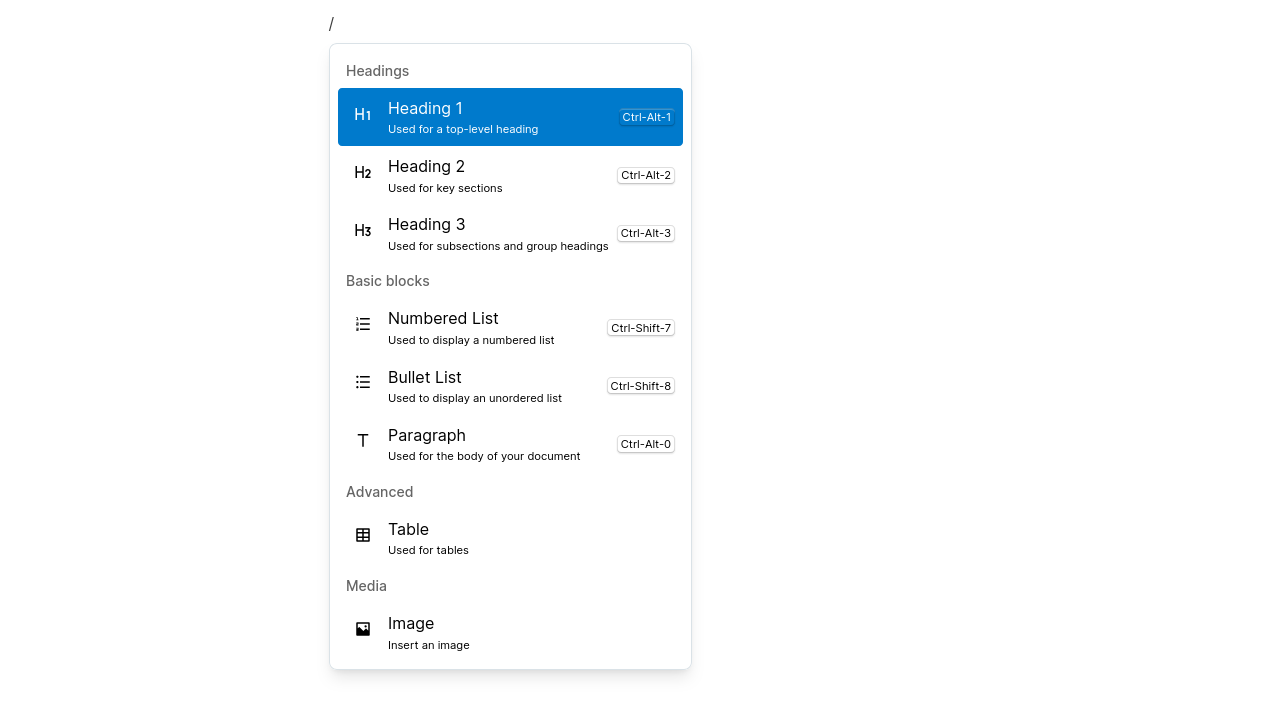 /
Headings
H1 Heading 1 Ctrl-Alt-1
Used for a top-level heading
H2 Heading 2 Ctrl-Alt-2
Used for key sections
H3 Heading 3 Ctrl-Alt-3
Used for subsections and group headings
Basic blocks
Numbered List Ctrl-Shift-7
Used to display a numbered list
Bullet List Ctrl-Shift-8
Used to display an unordered list
T Paragraph Ctrl-Alt-0
Used for the body of your document
Advanced
Table
Used for tables
Media
Image
Insert an image